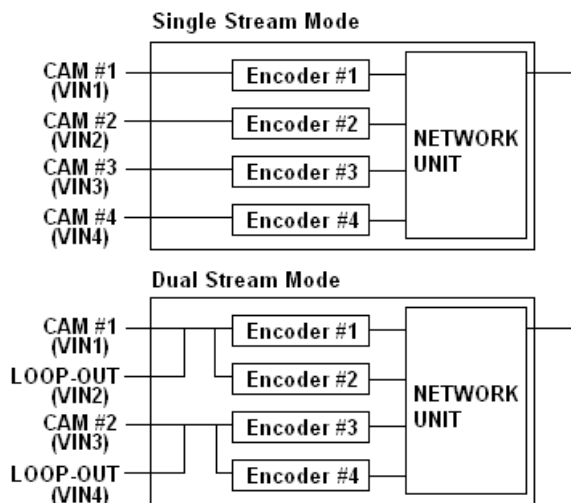 Single Stream Mode
CAM #1
(VIN1)
Encoder #1
CAM #2
(VIN2)
Encoder #2
CAM #3
(VIN3)
Encoder #3
CAM #4
(VIN4)
Encoder #4
NETWORK
UNIT
Dual Stream Mode
CAM #1
(VIN1)
Encoder #1
LOOP-OUT
(VIN2)
Encoder #2
CAM #2
(VIN3)
Encoder #3
LOOP-OUT
(VIN4)
Encoder #4
NETWORK
UNIT